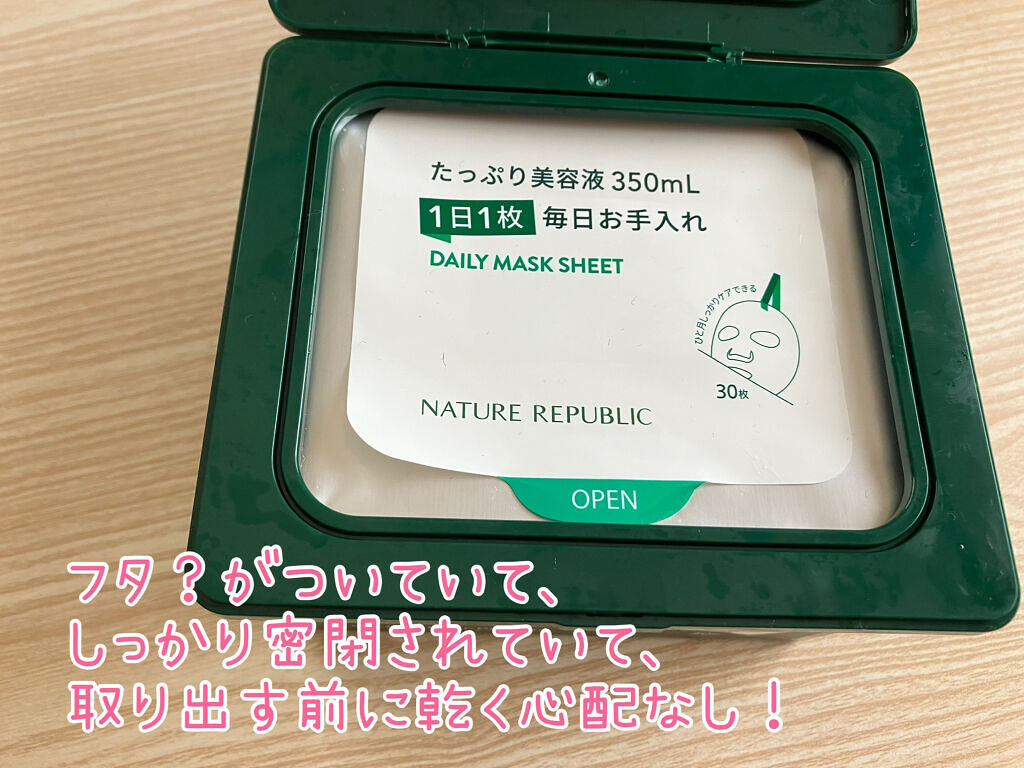 たっぷり美容液 350mL
1日1枚 毎日お手入れ
DAILY MASK SHEET
ひと月しっかりケアできる
30枚
NATURE REPUBLIC
OPEN
フタ？がついていて、
しっかり密閉されていて、
取り出す前に乾く心配なし！